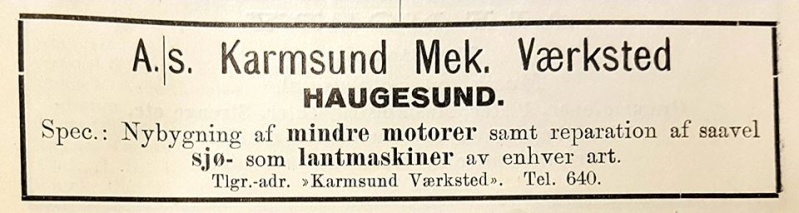 A./s. Karmsund Mek. Værksted
HAUGESUND.
Spec.: Nybygning af mindre motorer samt reparation af saavel
sjø- som lantmaskiner av enhver art.
Tlgr.-adr. »Karmsund Værksted«. Tel. 640.